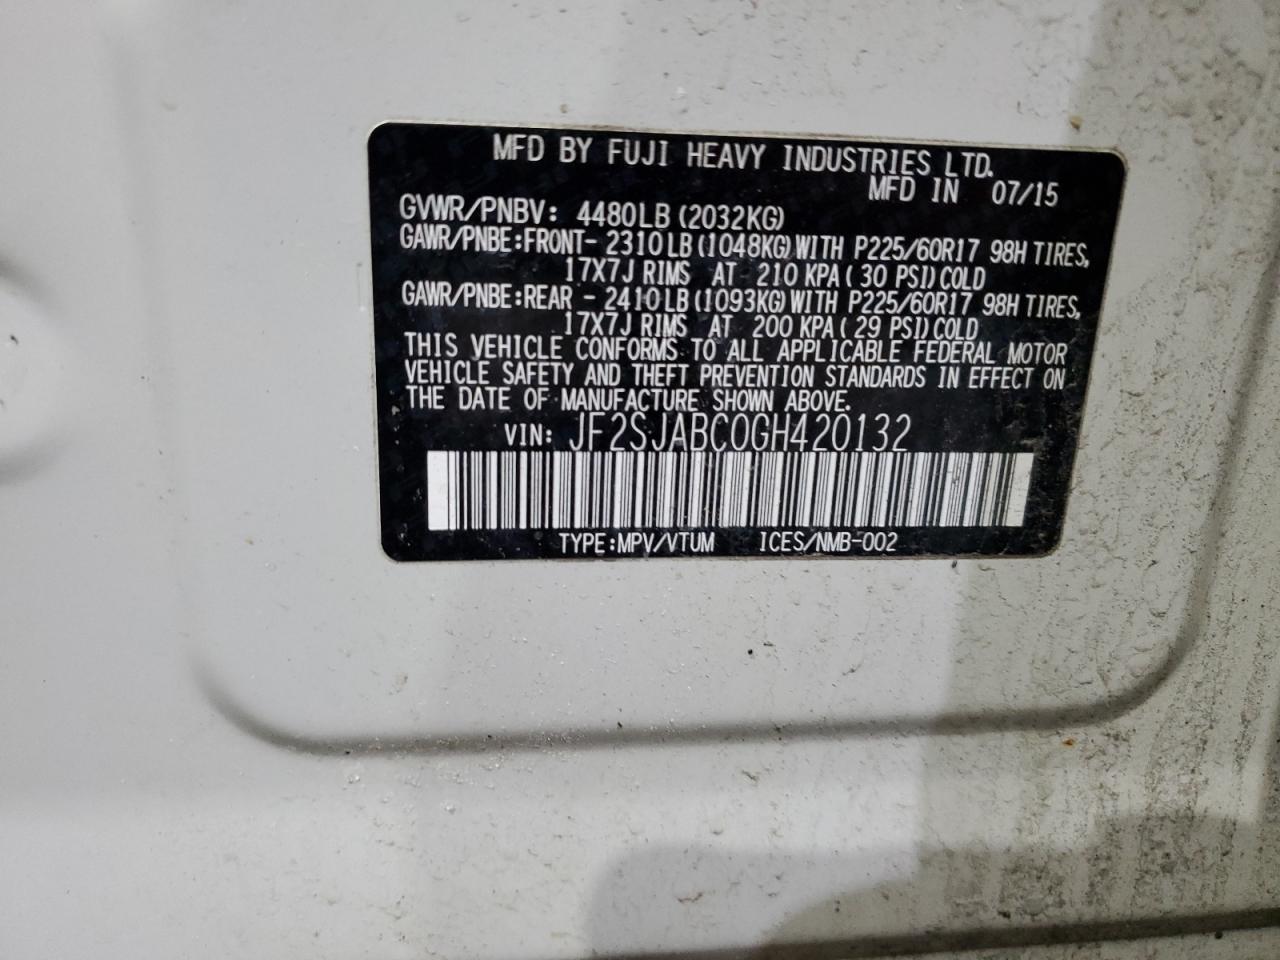 MFD BY FUJI HEAVY INDUSTRIES LTD.
MFD IN 07/15
GVWR/PNBV: 4480LB (2032KG)
GAWR/PNBE:FRONT- 2310LB (1048KG) WITH P225/60R17 98H TIRES,
17X7J RIMS AT 210 KPA ( 30 PSI) COLD
GAWR/PNBE:REAR - 2410LB (1093KG) WITH P225/60R17 98H TIRES,
17X7J RIMS AT 200 KPA ( 29 PSI) COLD
THIS VEHICLE CONFORMS TO ALL APPLICABLE FEDERAL MOTOR
VEHICLE SAFETY AND THEFT PREVENTION STANDARDS IN EFFECT ON
THE DATE OF MANUFACTURE SHOWN ABOVE.
VIN: JF2SJABC0GH420132
TYPE:MPV/VTUM ICES/NMB-002